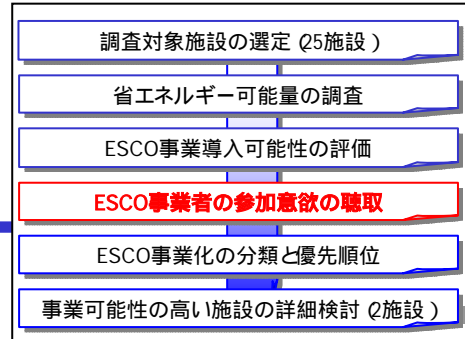 調査対象施設の選定(25施設)
省エネルギー可能量の調査
ESCO事業導入可能性の評価
ESCO事業者の参加意欲の聴取
ESCO事業化の分類と優先順位
事業可能性の高い施設の詳細検討(2施設)